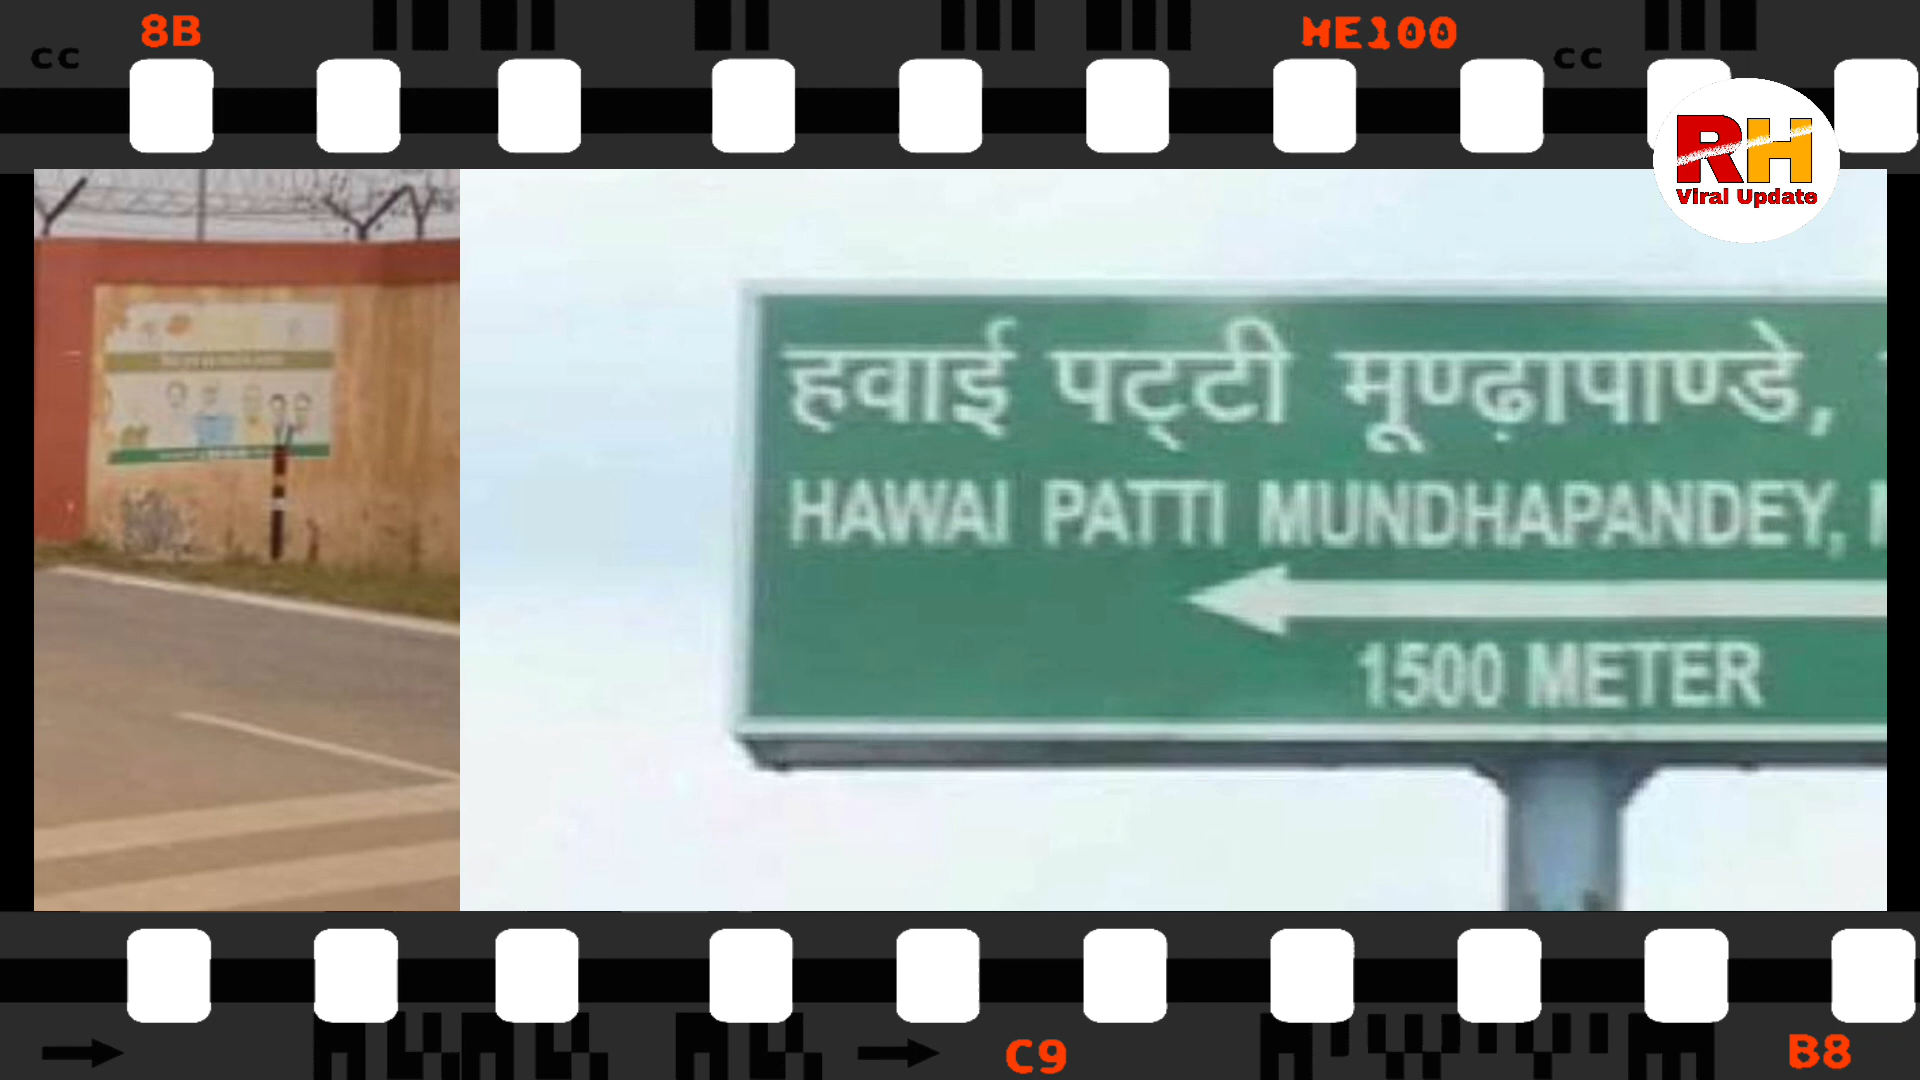 8B
ME100
cc
cc
RH
Viral Update
हवाई पट्टी मूण्ढ़ापाण्डे,
HAWAI PATTI MUNDHAPANDEY,
1500 METER
C9
B8